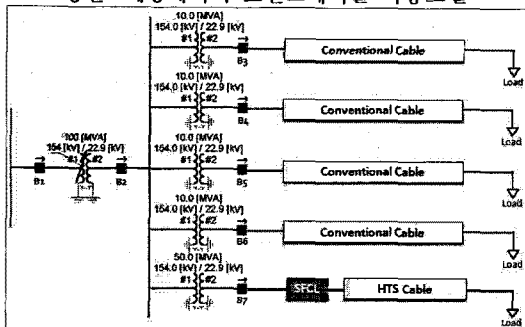 10.0 [MVA]
154.0 [kV] / 22.9 [kV]
#1 #2
B3
Conventional Cable
Load
10.0 [MVA]
154.0 [kV] / 22.9 [kV]
#1 #2
B4
Conventional Cable
Load
100 [MVA]
154 [kV] / 22.9 [kV]
#1 #2
B1
B2
10.0 [MVA]
154.0 [kV] / 22.9 [kV]
#1 #2
B5
Conventional Cable
Load
10.0 [MVA]
154.0 [kV] / 22.9 [kV]
#1 #2
B6
Conventional Cable
Load
50.0 [MVA]
154.0 [kV] / 22.9 [kV]
#1 #2
B7
SFCL
HTS Cable
Load